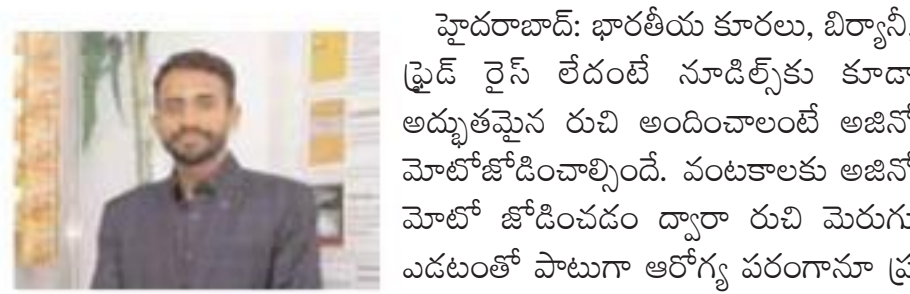 హైదరాబాద్: భారతీయ కూరలు, బిర్యానీ,
ఫ్రైడ్ రైస్ లేదంటే నూడిల్స్‌కు కూడా
అద్భుతమైన రుచి అందించాలంటే అజినో
మోటోజోడించాల్సిందే. వంటకాలకు అజినో
మోటో జోడించడం ద్వారా రుచి మెరుగు
ఎడటంతో పాటుగా ఆరోగ్య పరంగానూ ప్ర